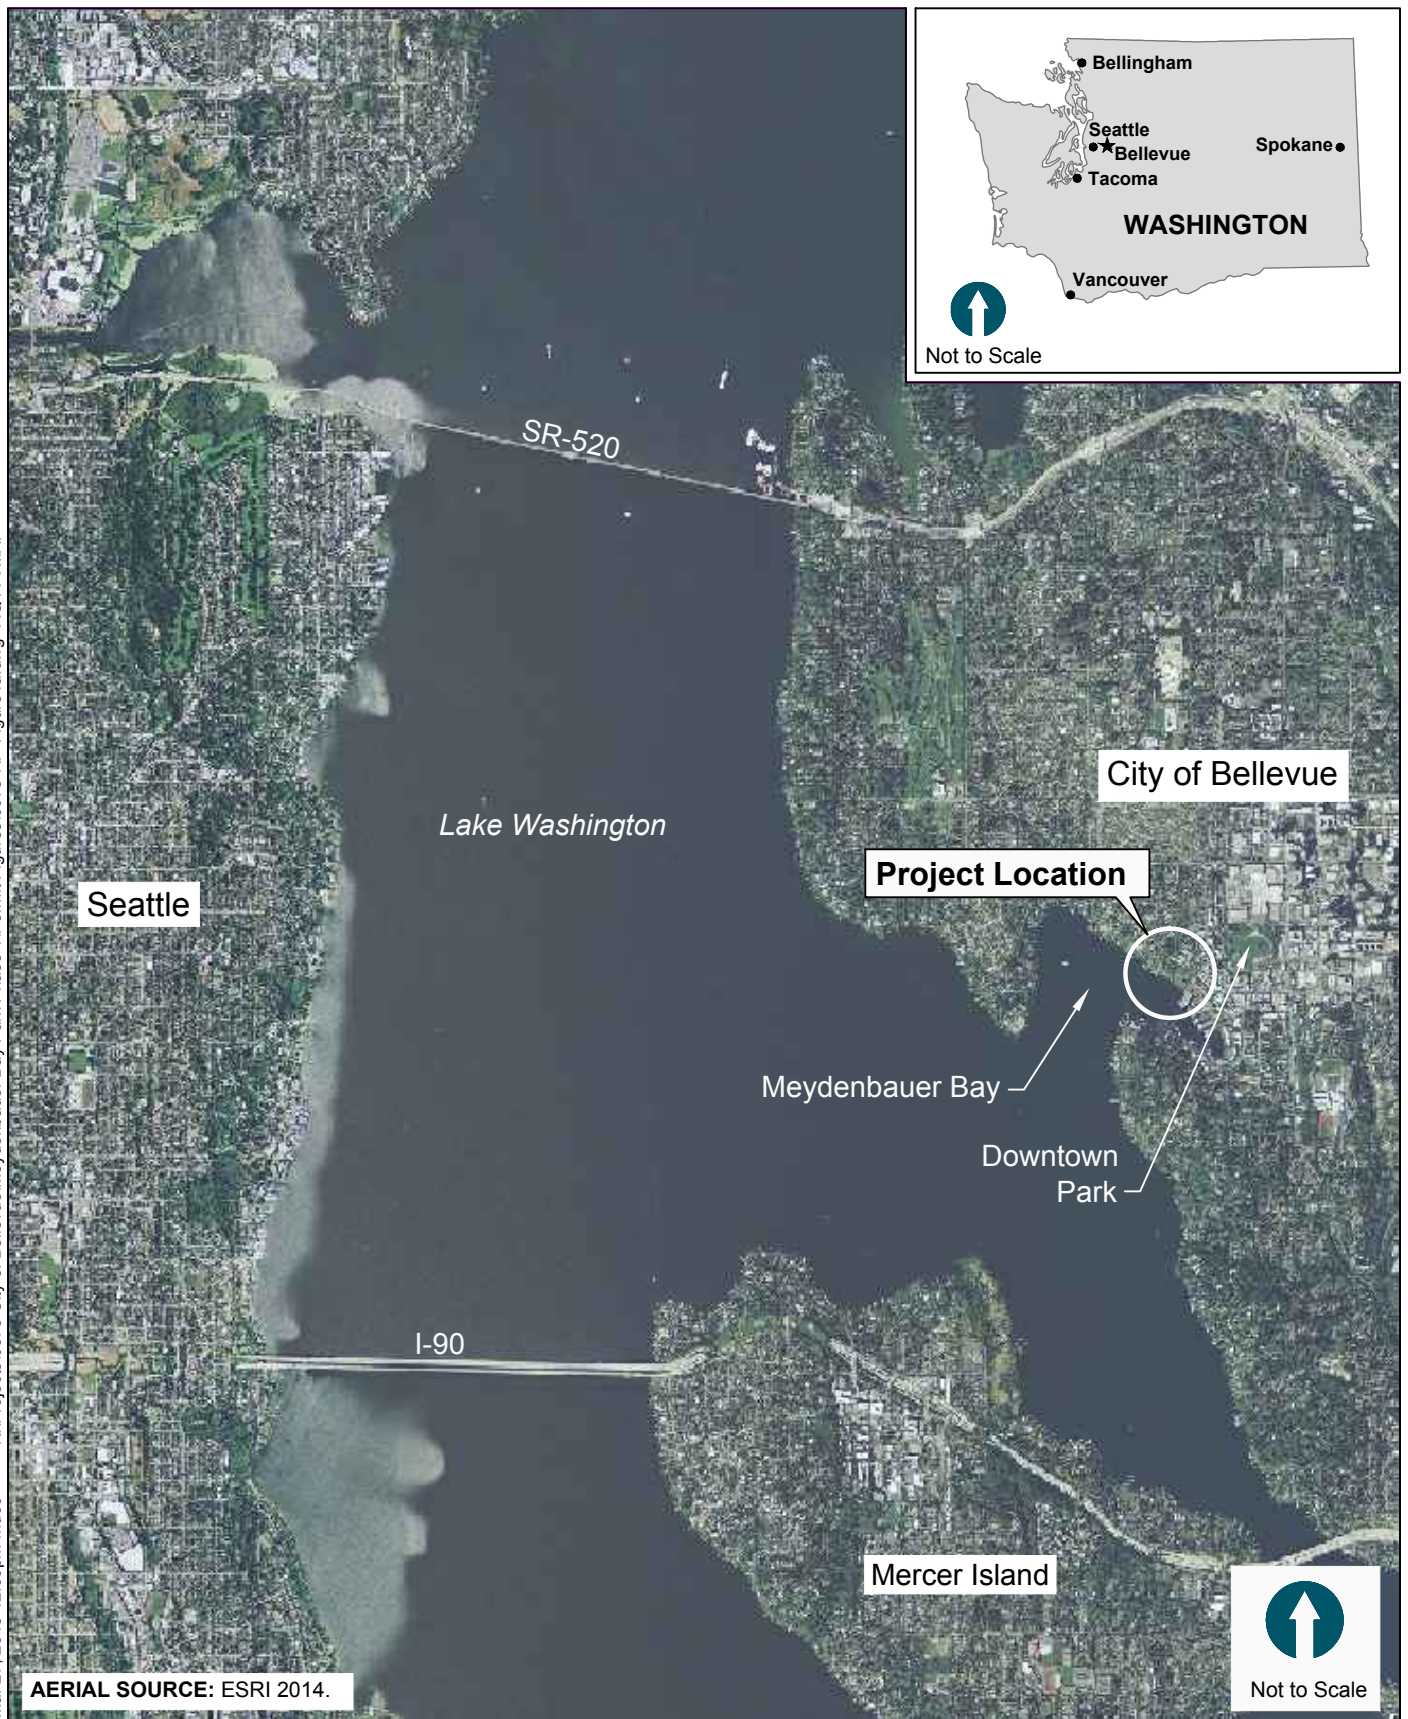 Bellingham
Seattle
Bellevue
Spokane
Tacoma
WASHINGTON
Vancouver
Not to Scale
SR-520
City of Bellevue
Lake Washington
Project Location
Seattle
Meydenbauer Bay
Downtown
Park
I-90
Mercer Island
AERIAL SOURCE: ESRI 2014.
Not to Scale